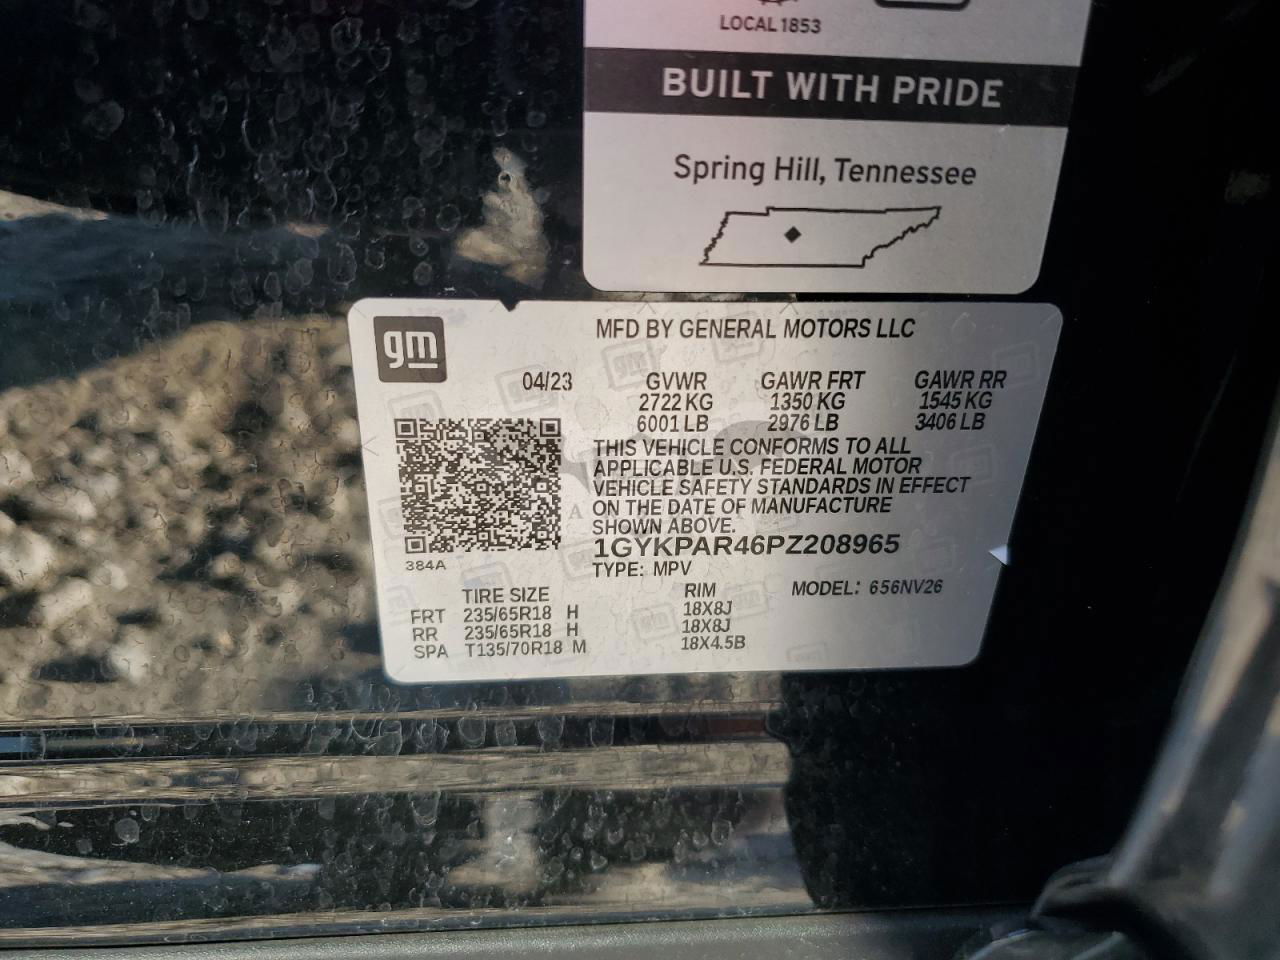 LOCAL 1853
BUILT WITH PRIDE
Spring Hill, Tennessee
gm
MFD BY GENERAL MOTORS LLC
04/23 GVWR GAWR FRT GAWR RR
2722 KG 1350 KG 1545 KG
6001 LB 2976 LB 3406 LB
THIS VEHICLE CONFORMS TO ALL
APPLICABLE U.S. FEDERAL MOTOR
VEHICLE SAFETY STANDARDS IN EFFECT
ON THE DATE OF MANUFACTURE
SHOWN ABOVE.
1GYKPAR46PZ208965
384A
TYPE: MPV
TIRE SIZE RIM MODEL: 656NV26
FRT 235/65R18 H 18X8J
RR 235/65R18 H 18X8J
SPA T135/70R18 M 18X4.5B